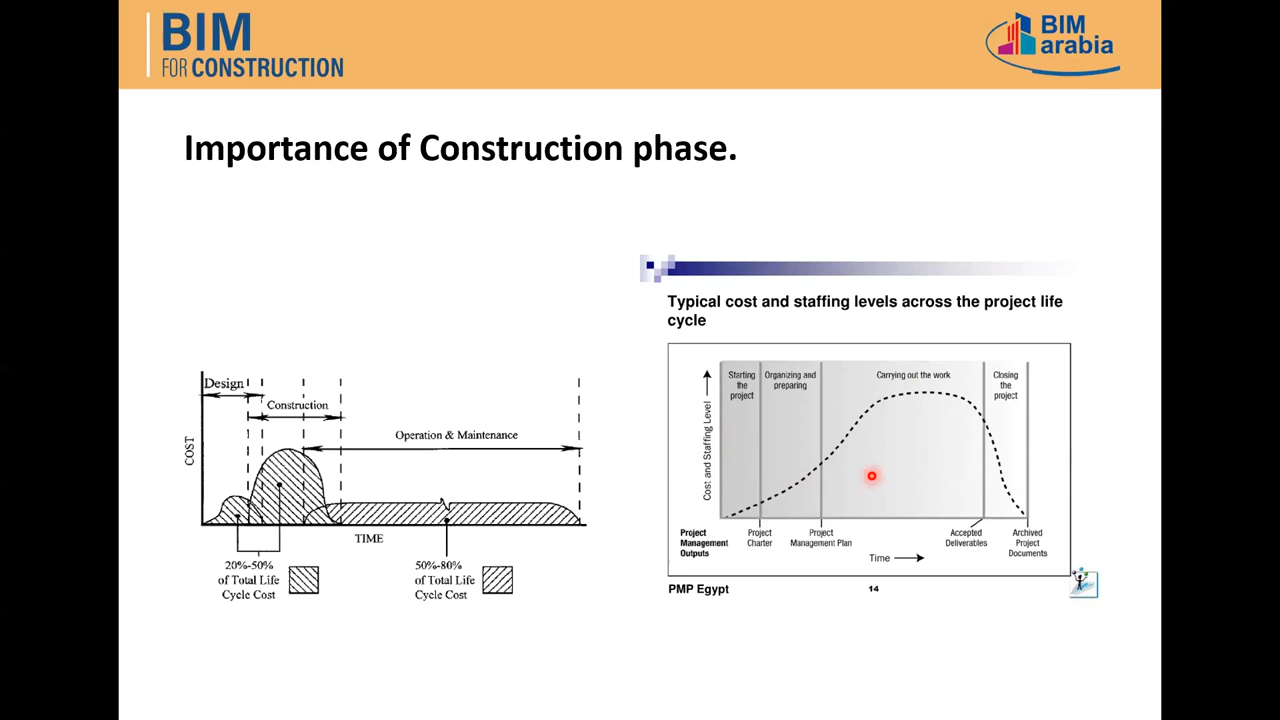 BIM
FOR CONSTRUCTION
BIM
arabia
Importance of Construction phase.
Design
Construction
Operation & Maintenance
COST
TIME
20%-50%
of Total Life
Cycle Cost
50%-80%
of Total Life
Cycle Cost
Typical cost and staffing levels across the project life
cycle
Starting
the
project
Organizing and
preparing
Carrying out the work
Closing
the
project
Cost and Staffing Level
Project
Management
Outputs
Project
Charter
Project
Management Plan
Accepted
Deliverables
Archived
Project
Documents
Time
PMP Egypt
14